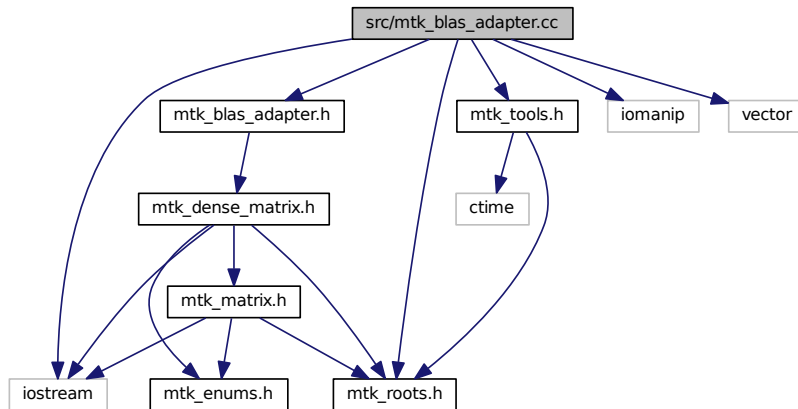 src/mtk_blas_adapter.cc
mtk_blas_adapter.h
mtk_tools.h
iomanip
vector
mtk_dense_matrix.h
ctime
mtk_matrix.h
iostream
mtk_enums.h
mtk_roots.h